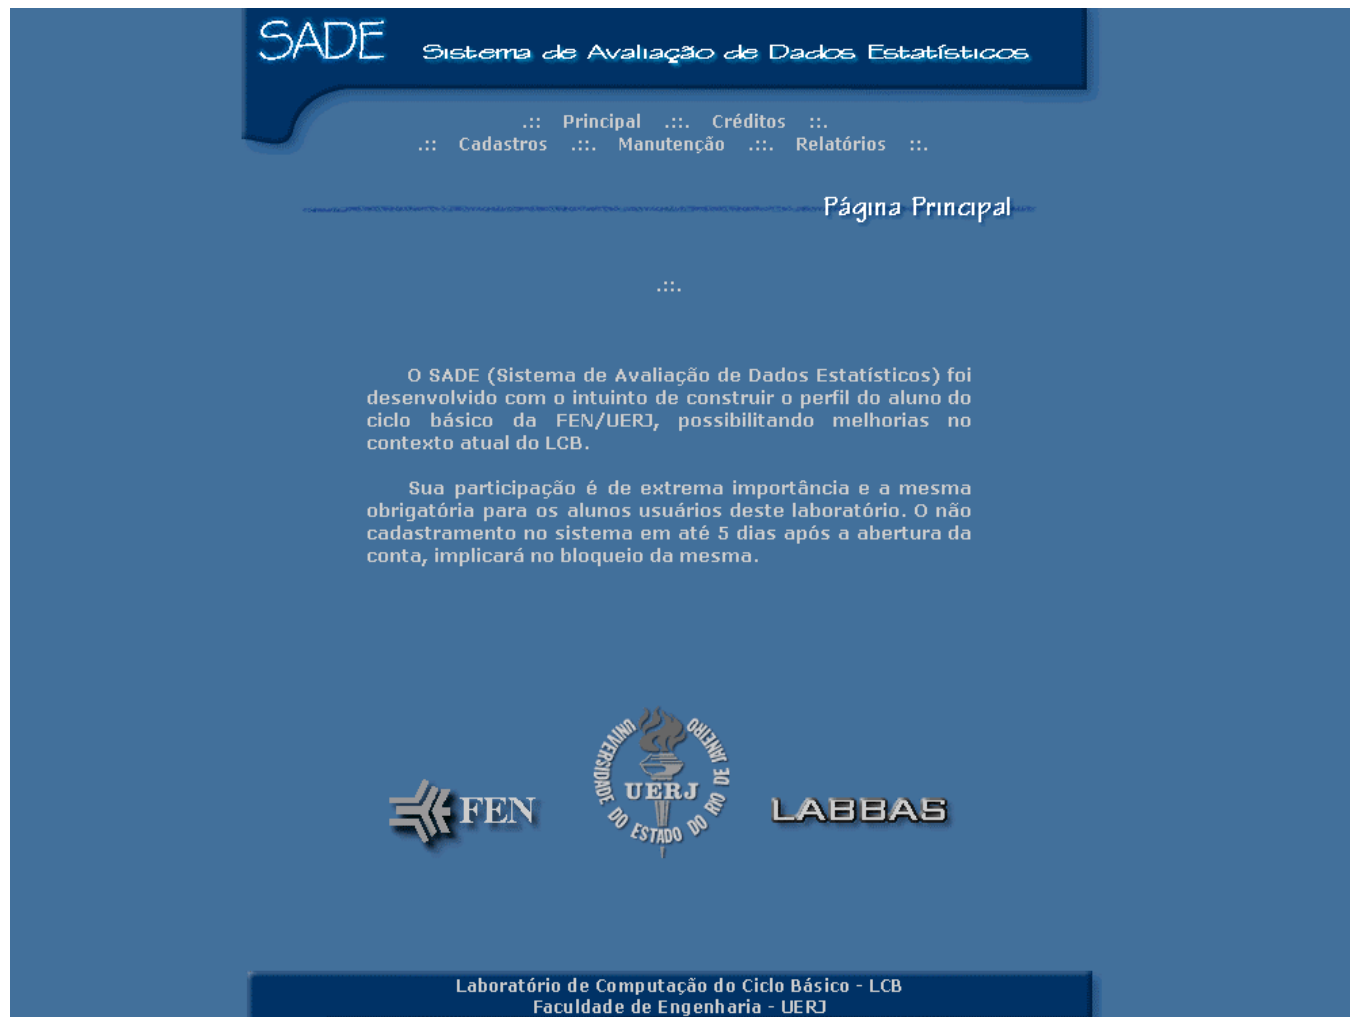 SADE Sistema de Avaliação de Dados Estatísticos
.:: Principal .::. Créditos ::.
.:: Cadastros .::. Manutenção .::. Relatórios ::.
Página Principal
.::.
O SADE (Sistema de Avaliação de Dados Estatísticos) foi
desenvolvido com o intuinto de construir o perfil do aluno do
ciclo básico da FEN/UERJ, possibilitando melhorias no
contexto atual do LCB.
Sua participação é de extrema importância e a mesma
obrigatória para os alunos usuários deste laboratório. O não
cadastramento no sistema em até 5 dias após a abertura da
conta, implicará no bloqueio da mesma.
FEN
UNIVERSIDADE DO ESTADO DO RIO DE JANEIRO
UERJ
LABBAS
Laboratório de Computação do Ciclo Básico - LCB
Faculdade de Engenharia - UERJ